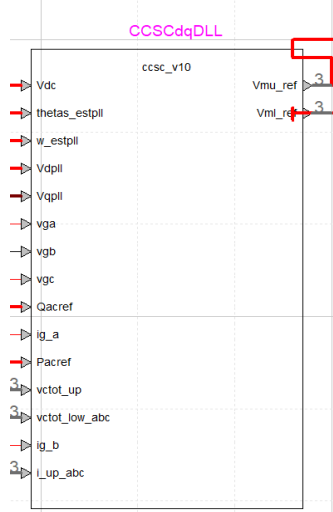 CCSCdqDLL
ccsc_v10
Vdc
Vmu_ref
3
thetas_estpll
Vml_ref
3
w_estpll
Vdpll
Vqpll
vga
vgb
vgc
Qacref
ig_a
Pacref
3
vctot_up
3
vctot_low_abc
ig_b
3
i_up_abc